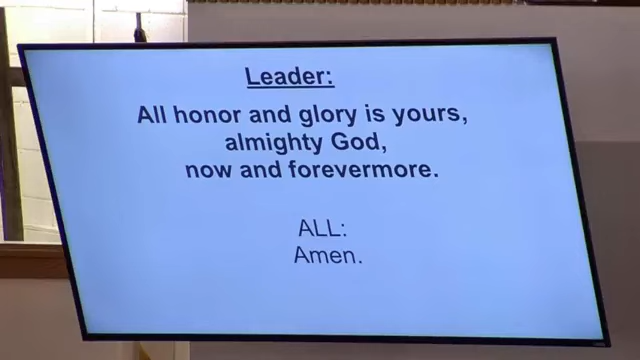 Leader:
All honor and glory is yours,
almighty God,
now and forevermore.
ALL:
Amen.